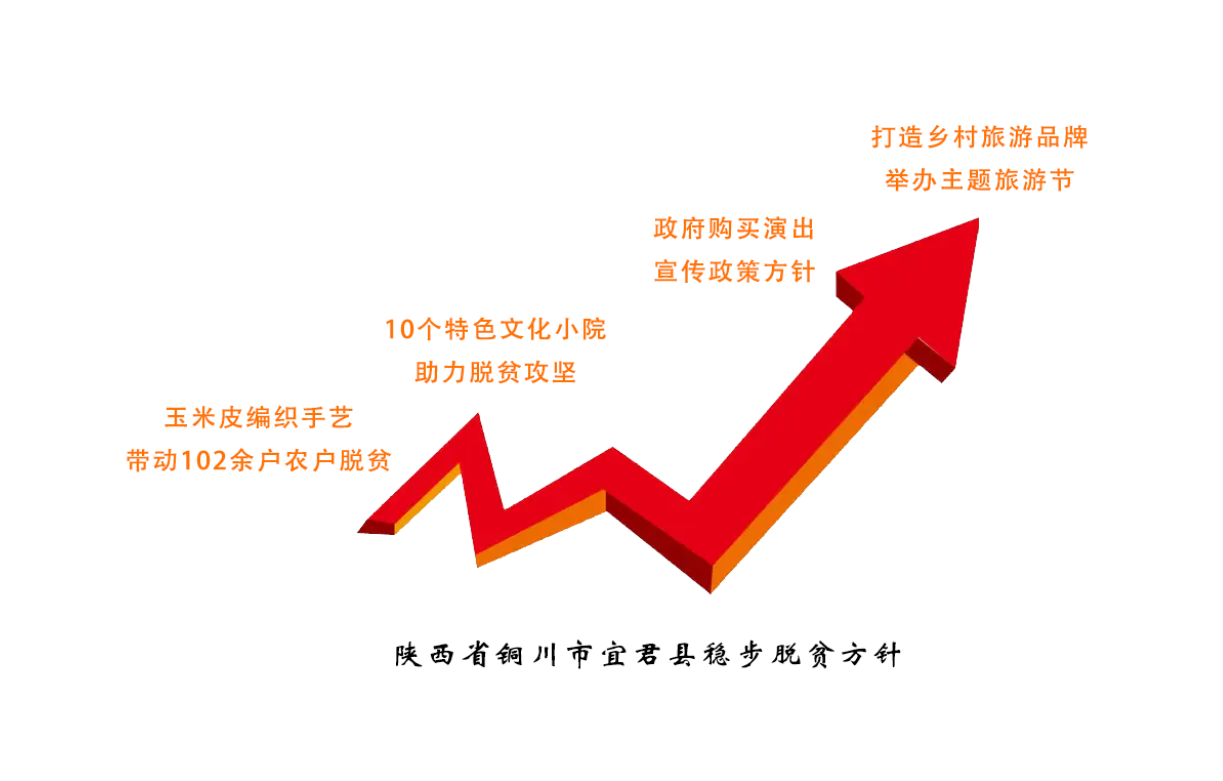 打造乡村旅游品牌
举办主题旅游节
政府购买演出
宣传政策方针
10个特色文化小院
助力脱贫攻坚
玉米皮编织手艺
带动102余户农户脱贫
陕西省铜川市宜君县稳步脱贫方针